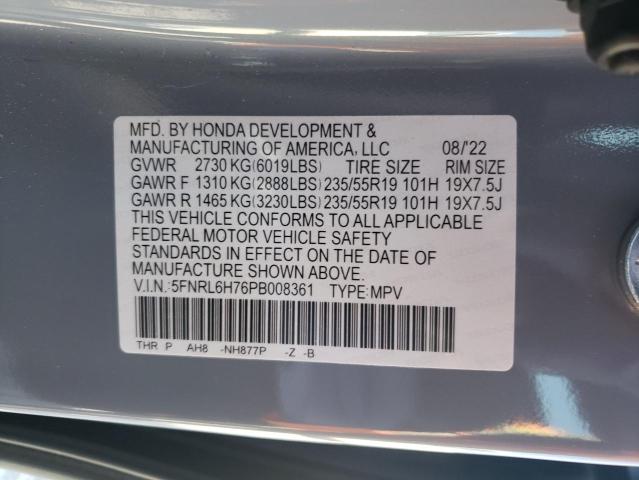 MFD. BY HONDA DEVELOPMENT &
MANUFACTURING OF AMERICA, LLC 08/'22
GVWR 2730 KG(6019LBS) TIRE SIZE RIM SIZE
GAWR F 1310 KG(2888LBS) 235/55R19 101H 19X7.5J
GAWR R 1465 KG(3230LBS) 235/55R19 101H 19X7.5J
THIS VEHICLE CONFORMS TO ALL APPLICABLE
FEDERAL MOTOR VEHICLE SAFETY
STANDARDS IN EFFECT ON THE DATE OF
MANUFACTURE SHOWN ABOVE.
V.I.N.:5FNRL6H76PB008361 TYPE:MPV
THR P AH8 -NH877P -Z -B